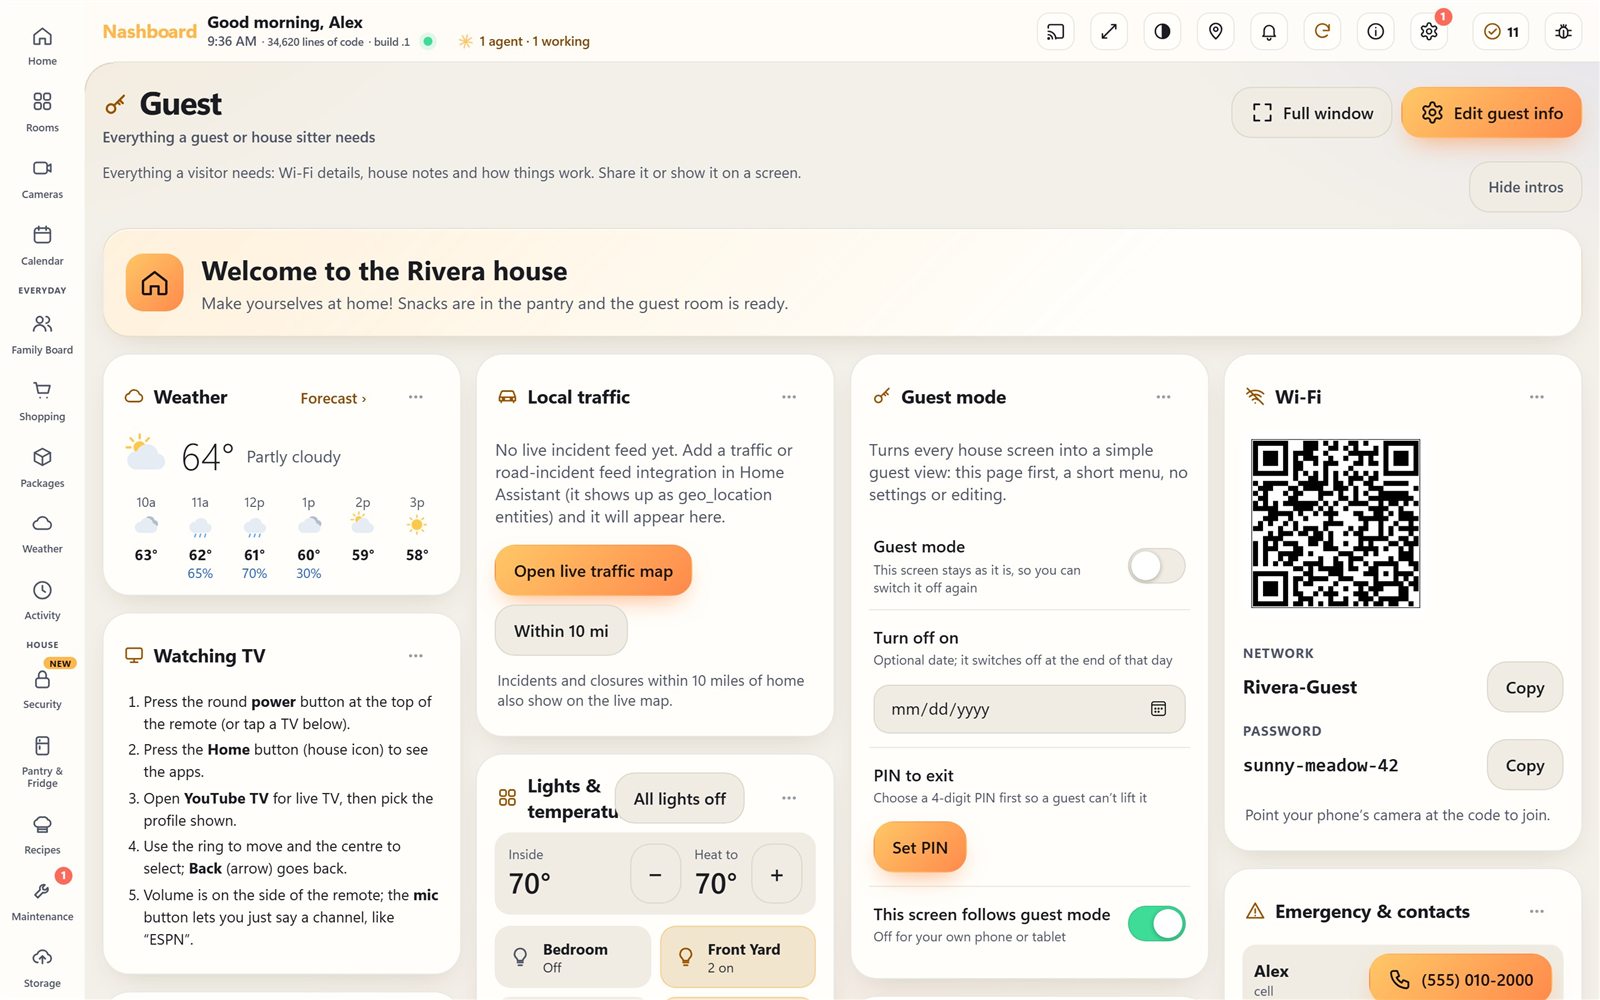 Nashboard
Good morning, Alex
9:36 AM · 34,620 lines of code · build .1
1 agent · 1 working
1
11
Home
Rooms
Cameras
Calendar
EVERYDAY
Family Board
Shopping
Packages
Weather
Activity
HOUSE
NEW
Security
Pantry &
Fridge
Recipes
1
Maintenance
Storage
Guest
Everything a guest or house sitter needs
Full window
Edit guest info
Everything a visitor needs: Wi-Fi details, house notes and how things work. Share it or show it on a screen.
Hide intros
Welcome to the Rivera house
Make yourselves at home! Snacks are in the pantry and the guest room is ready.
Weather
Forecast ›
64° Partly cloudy
10a 11a 12p 1p 2p 3p
63° 62° 61° 60° 59° 58°
65% 70% 30%
Watching TV
1. Press the round power button at the top of
the remote (or tap a TV below).
2. Press the Home button (house icon) to see
the apps.
3. Open YouTube TV for live TV, then pick the
profile shown.
4. Use the ring to move and the centre to
select; Back (arrow) goes back.
5. Volume is on the side of the remote; the mic
button lets you just say a channel, like
“ESPN”.
Local traffic
No live incident feed yet. Add a traffic or
road-incident feed integration in Home
Assistant (it shows up as geo_location
entities) and it will appear here.
Open live traffic map
Within 10 mi
Incidents and closures within 10 miles of home
also show on the live map.
Lights &
temperatu
All lights off
Inside
70°
−
Heat to
70°
+
Bedroom
Off
Front Yard
2 on
Guest mode
Turns every house screen into a simple
guest view: this page first, a short menu, no
settings or editing.
Guest mode
This screen stays as it is, so you can
switch it off again
Turn off on
Optional date; it switches off at the end of that day
mm/dd/yyyy
PIN to exit
Choose a 4-digit PIN first so a guest can’t lift it
Set PIN
This screen follows guest mode
Off for your own phone or tablet
Wi-Fi
NETWORK
Rivera-Guest
Copy
PASSWORD
sunny-meadow-42
Copy
Point your phone’s camera at the code to join.
Emergency & contacts
Alex
cell
(555) 010-2000